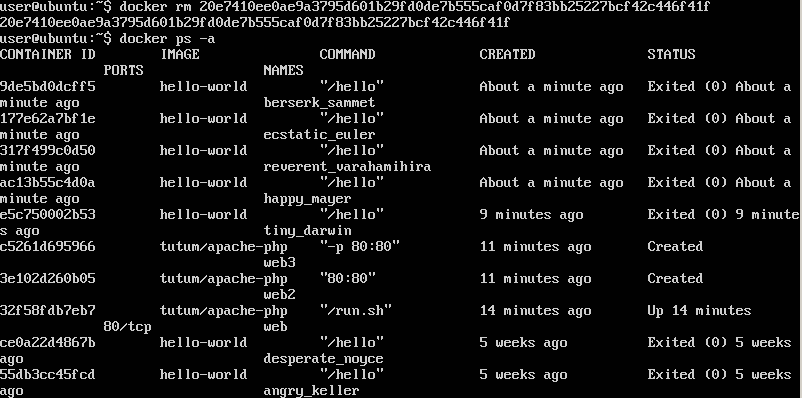 user@ubuntu:~$ docker rm 20e7410ee0ae9a3795d601b29fd0de7b555caf0d7f83bb25227bcf42c446f41f
20e7410ee0ae9a3795d601b29fd0de7b555caf0d7f83bb25227bcf42c446f41f
user@ubuntu:~$ docker ps -a
CONTAINER ID        IMAGE               COMMAND             CREATED              STATUS
             PORTS               NAMES
9de5bd0dcff5        hello-world         "/hello"            About a minute ago   Exited (0) About a
minute ago                       berserk_sammet
177e62a7bf1e        hello-world         "/hello"            About a minute ago   Exited (0) About a
minute ago                       ecstatic_euler
317f499c0d50        hello-world         "/hello"            About a minute ago   Exited (0) About a
minute ago                       reverent_varahamihira
ac13b55c4d0a        hello-world         "/hello"            About a minute ago   Exited (0) About a
minute ago                       happy_mayer
e5c750002b53        hello-world         "/hello"            9 minutes ago        Exited (0) 9 minute
s ago                            tiny_darwin
c5261d695966        tutum/apache-php    "-p 80:80"          11 minutes ago       Created
                                 web3
3e102d260b05        tutum/apache-php    "80:80"             11 minutes ago       Created
                                 web2
32f58fdb7eb7        tutum/apache-php    "/run.sh"           14 minutes ago       Up 14 minutes
             80/tcp              web
ce0a22d4867b        hello-world         "/hello"            5 weeks ago          Exited (0) 5 weeks
ago                              desperate_noyce
55db3cc45fcd        hello-world         "/hello"            5 weeks ago          Exited (0) 5 weeks
ago                              angry_keller